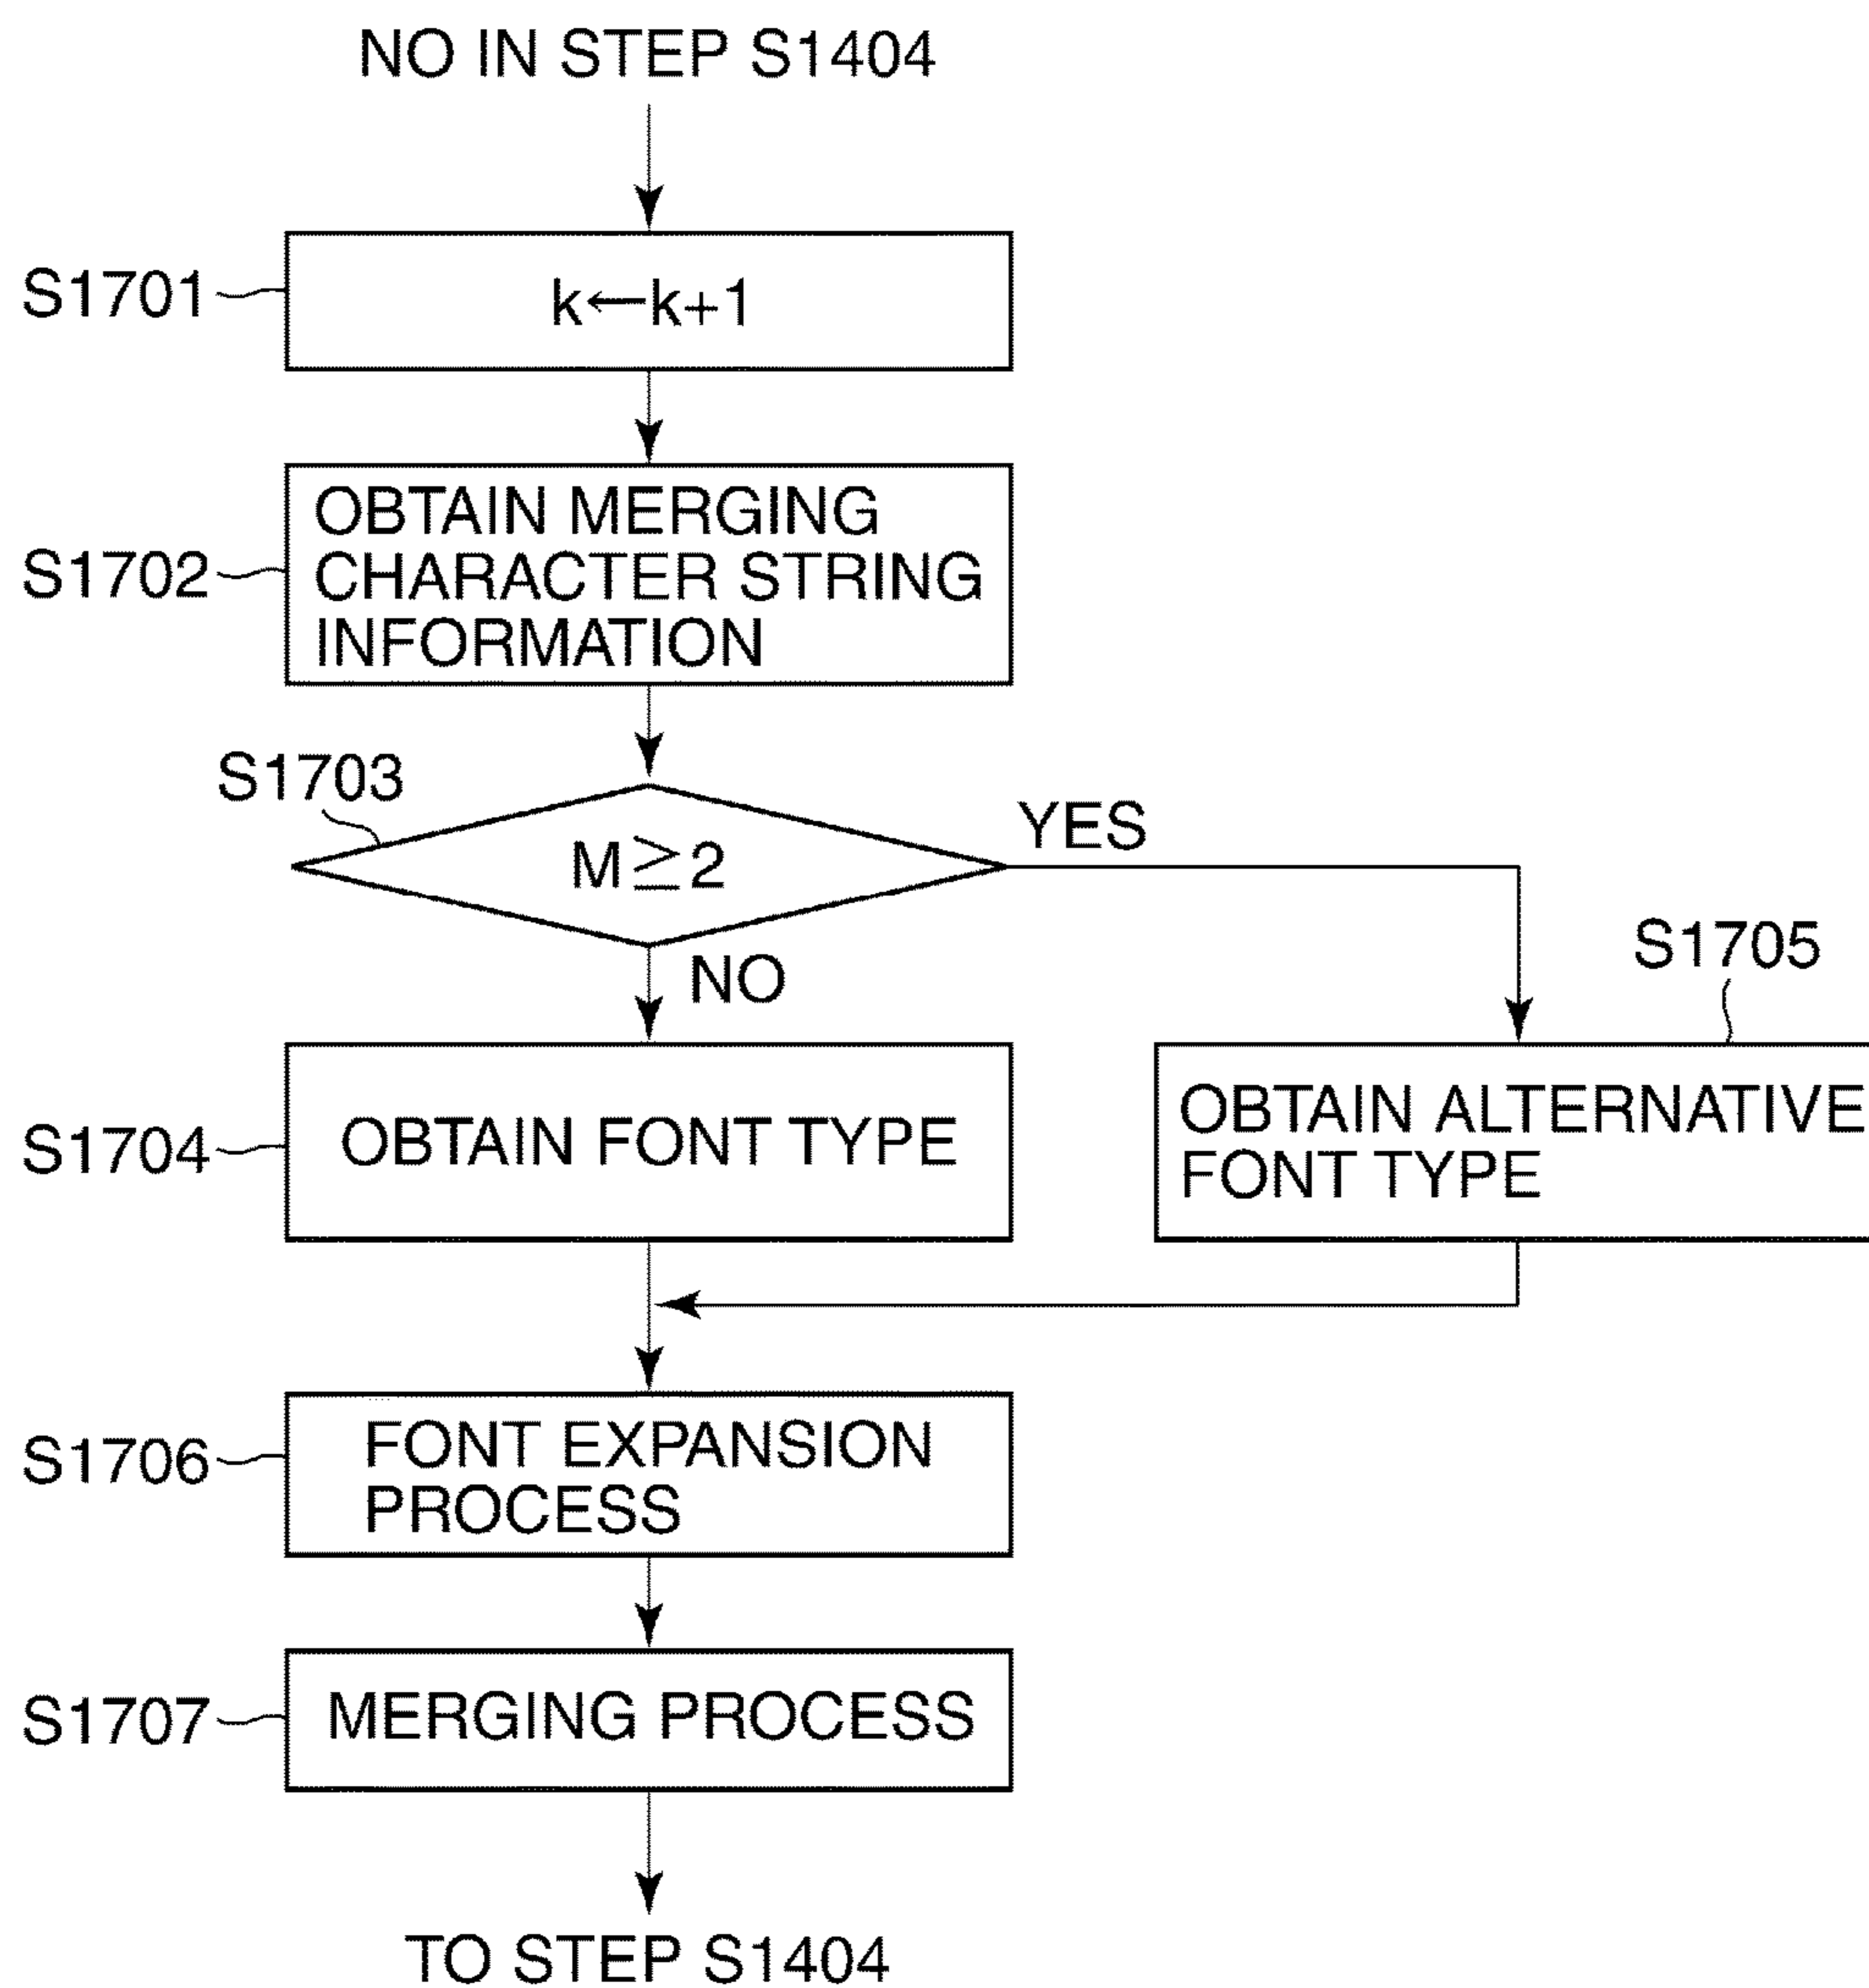 NO IN STEP S1404
S1701
k←k+1
S1702
OBTAIN MERGING
CHARACTER STRING
INFORMATION
S1703
M≧2
YES
NO
S1705
S1704
OBTAIN FONT TYPE
OBTAIN ALTERNATIVE
FONT TYPE
S1706
FONT EXPANSION
PROCESS
S1707
MERGING PROCESS
TO STEP S1404